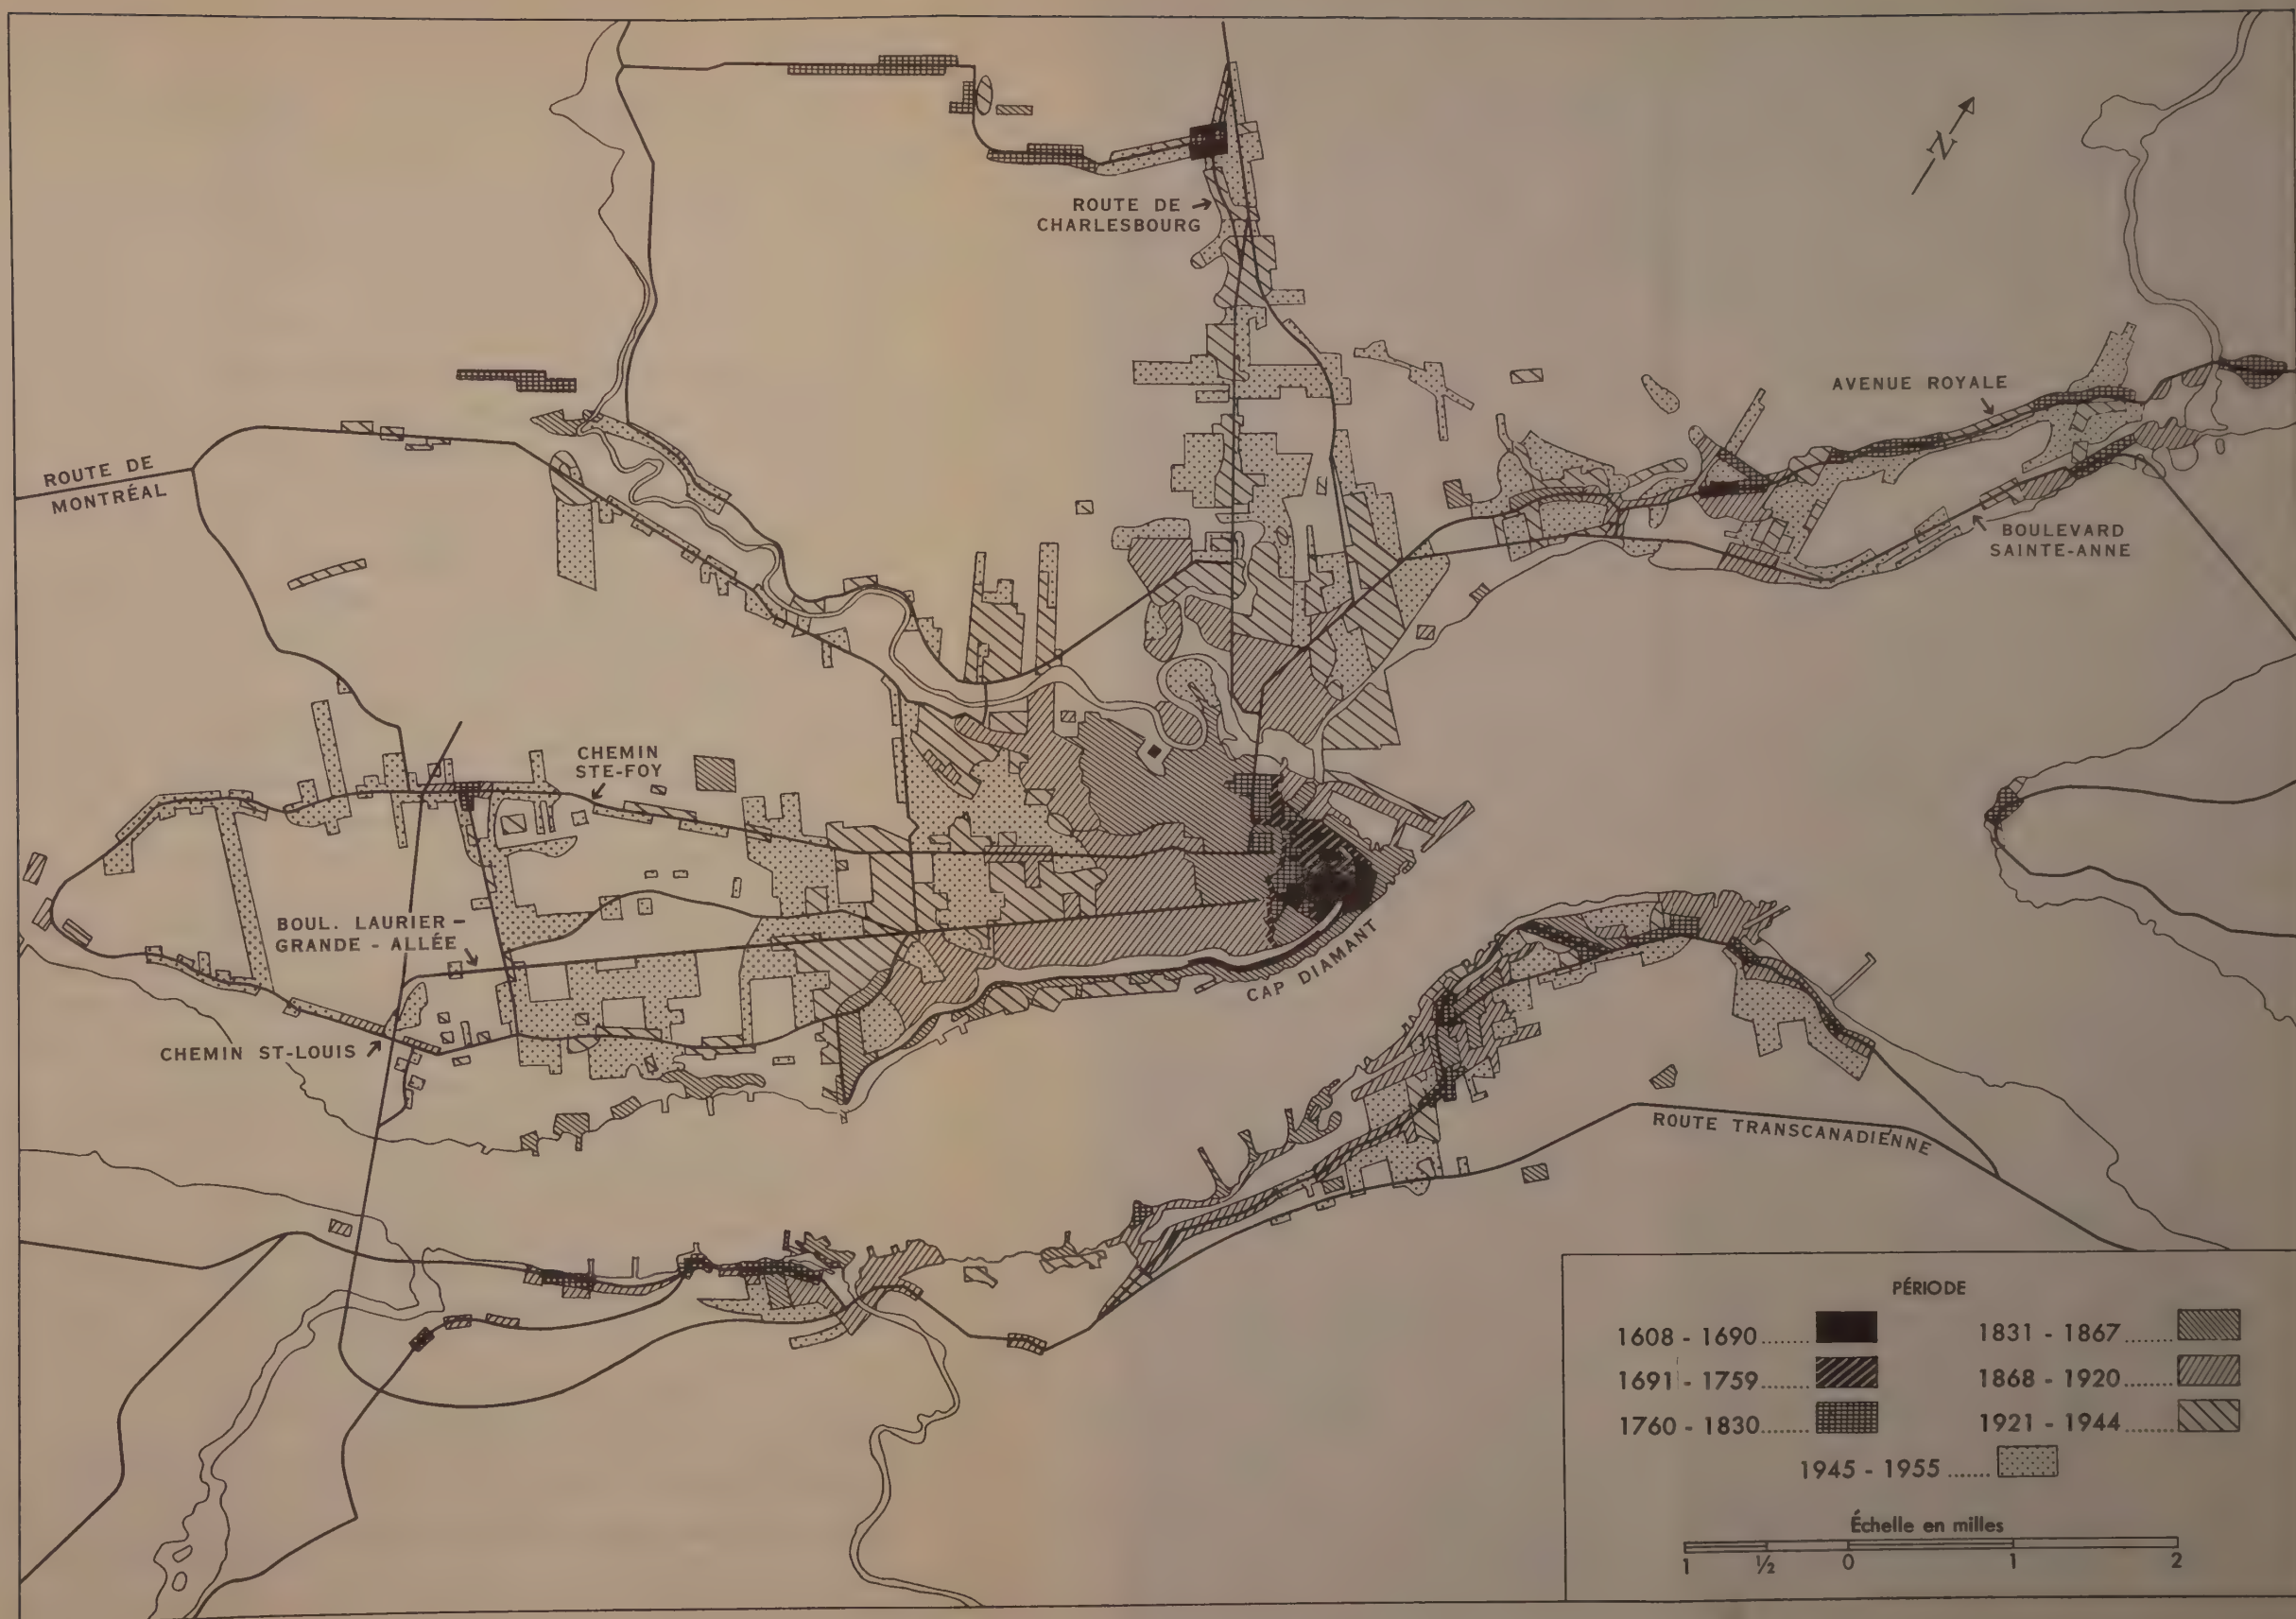 ROUTE DE
CHARLESBOURG
N
AVENUE ROYALE
ROUTE DE
MONTRÉAL
BOULEVARD
SAINTE-ANNE
CHEMIN
STE-FOY
BOUL. LAURIER -
GRANDE - ALLÉE
CAP DIAMANT
CHEMIN ST-LOUIS
ROUTE TRANSCANADIÉNNE
PÉRIODE
1608 - 1690
1691 - 1759
1760 - 1830
1831 - 1867
1868 - 1920
1921 - 1944
1945 - 1955
Échelle en milles
1 ½ 0 1 2